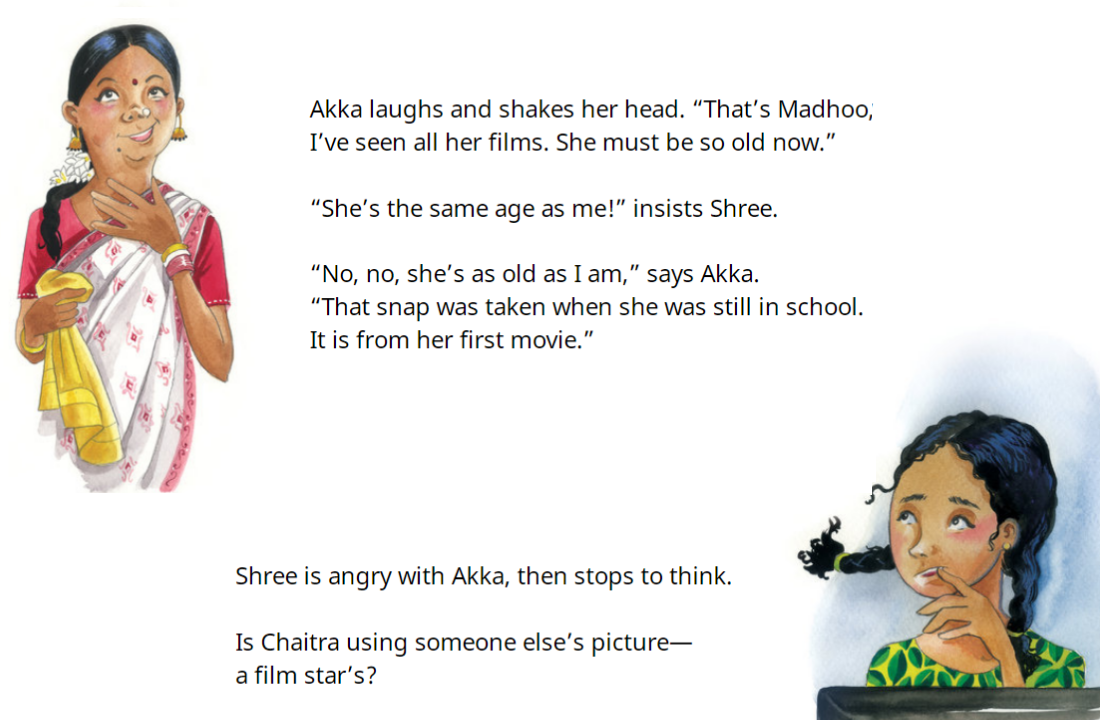 Akka laughs and shakes her head. “That’s Madhoo,
I’ve seen all her films. She must be so old now.”
“She’s the same age as me!” insists Shree.
“No, no, she’s as old as I am,” says Akka.
“That snap was taken when she was still in school.
It is from her first movie.”
Shree is angry with Akka, then stops to think.
Is Chaitra using someone else’s picture—
a film star’s?